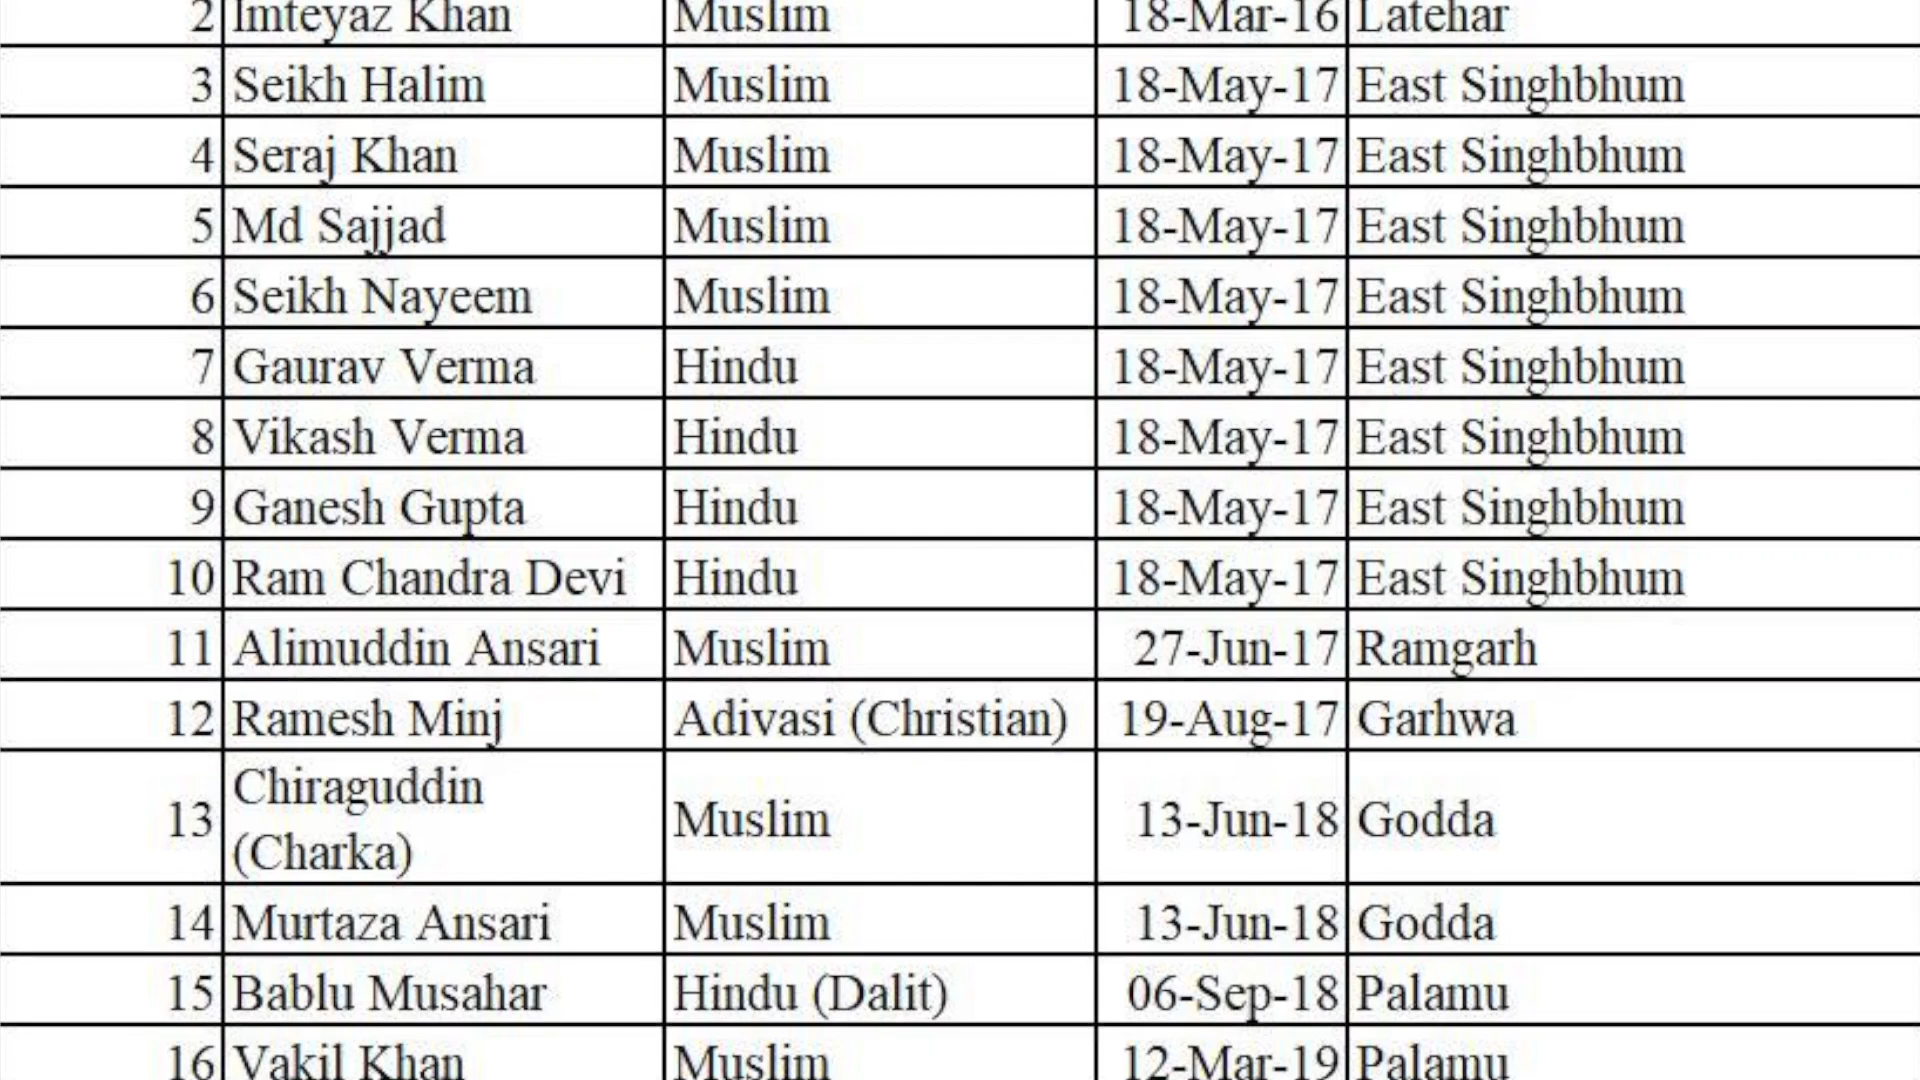 2 Imteyaz Khan Muslim 18-Mar-16 Latehar
3 Seikh Halim Muslim 18-May-17 East Singhbhum
4 Seraj Khan Muslim 18-May-17 East Singhbhum
5 Md Sajjad Muslim 18-May-17 East Singhbhum
6 Seikh Nayeem Muslim 18-May-17 East Singhbhum
7 Gaurav Verma Hindu 18-May-17 East Singhbhum
8 Vikash Verma Hindu 18-May-17 East Singhbhum
9 Ganesh Gupta Hindu 18-May-17 East Singhbhum
10 Ram Chandra Devi Hindu 18-May-17 East Singhbhum
11 Alimuddin Ansari Muslim 27-Jun-17 Ramgarh
12 Ramesh Minj Adivasi (Christian) 19-Aug-17 Garhwa
13 Chiraguddin
(Charka) Muslim 13-Jun-18 Godda
14 Murtaza Ansari Muslim 13-Jun-18 Godda
15 Bablu Musahar Hindu (Dalit) 06-Sep-18 Palamu
16 Vakil Khan Muslim 12-Mar-19 Palamu